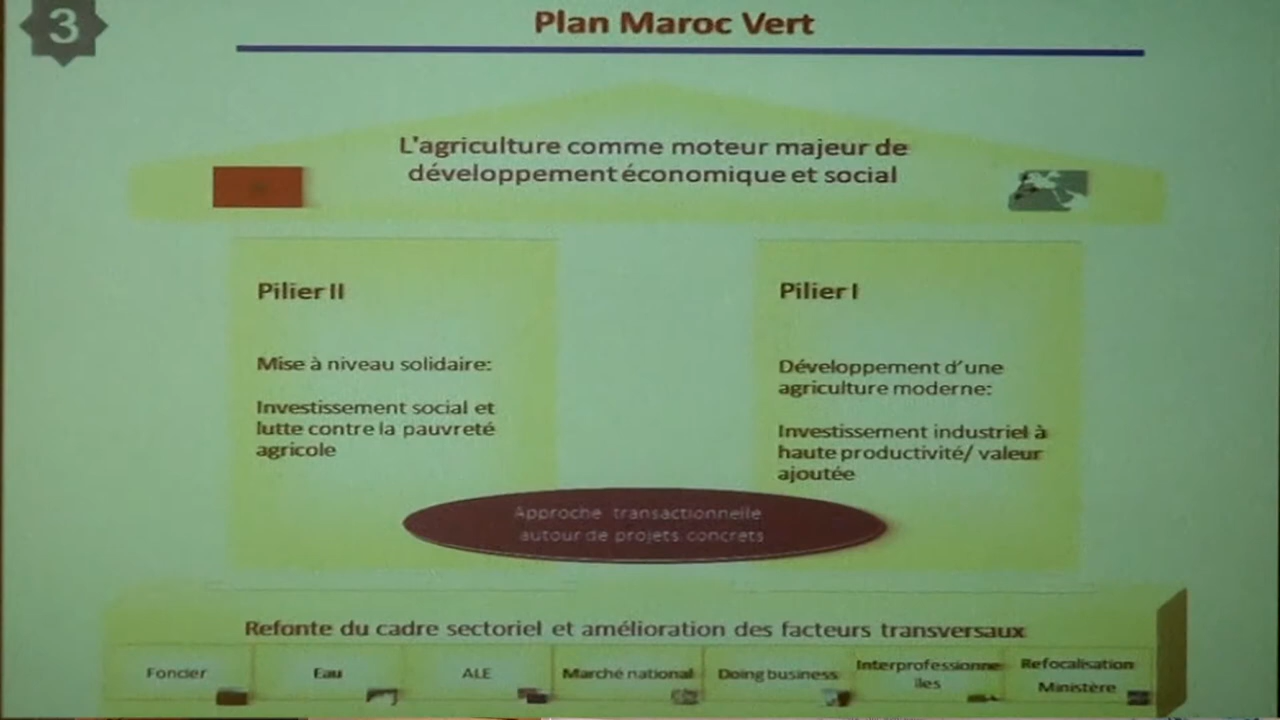 3
Plan Maroc Vert
L'agriculture comme moteur majeur de
développement économique et social
Pilier II
Mise à niveau solidaire:
Investissement social et
lutte contre la pauvreté
agricole
Pilier I
Développement d'une
agriculture moderne:
Investissement industriel à
haute productivité/ valeur
ajoutée
Approche transactionnelle
autour de projets concrets
Refonte du cadre sectoriel et amélioration des facteurs transversaux
Foncier
Eau
ALE
Marché national
Doing business
Interprofessionne
lles
Refocalisation
Ministère